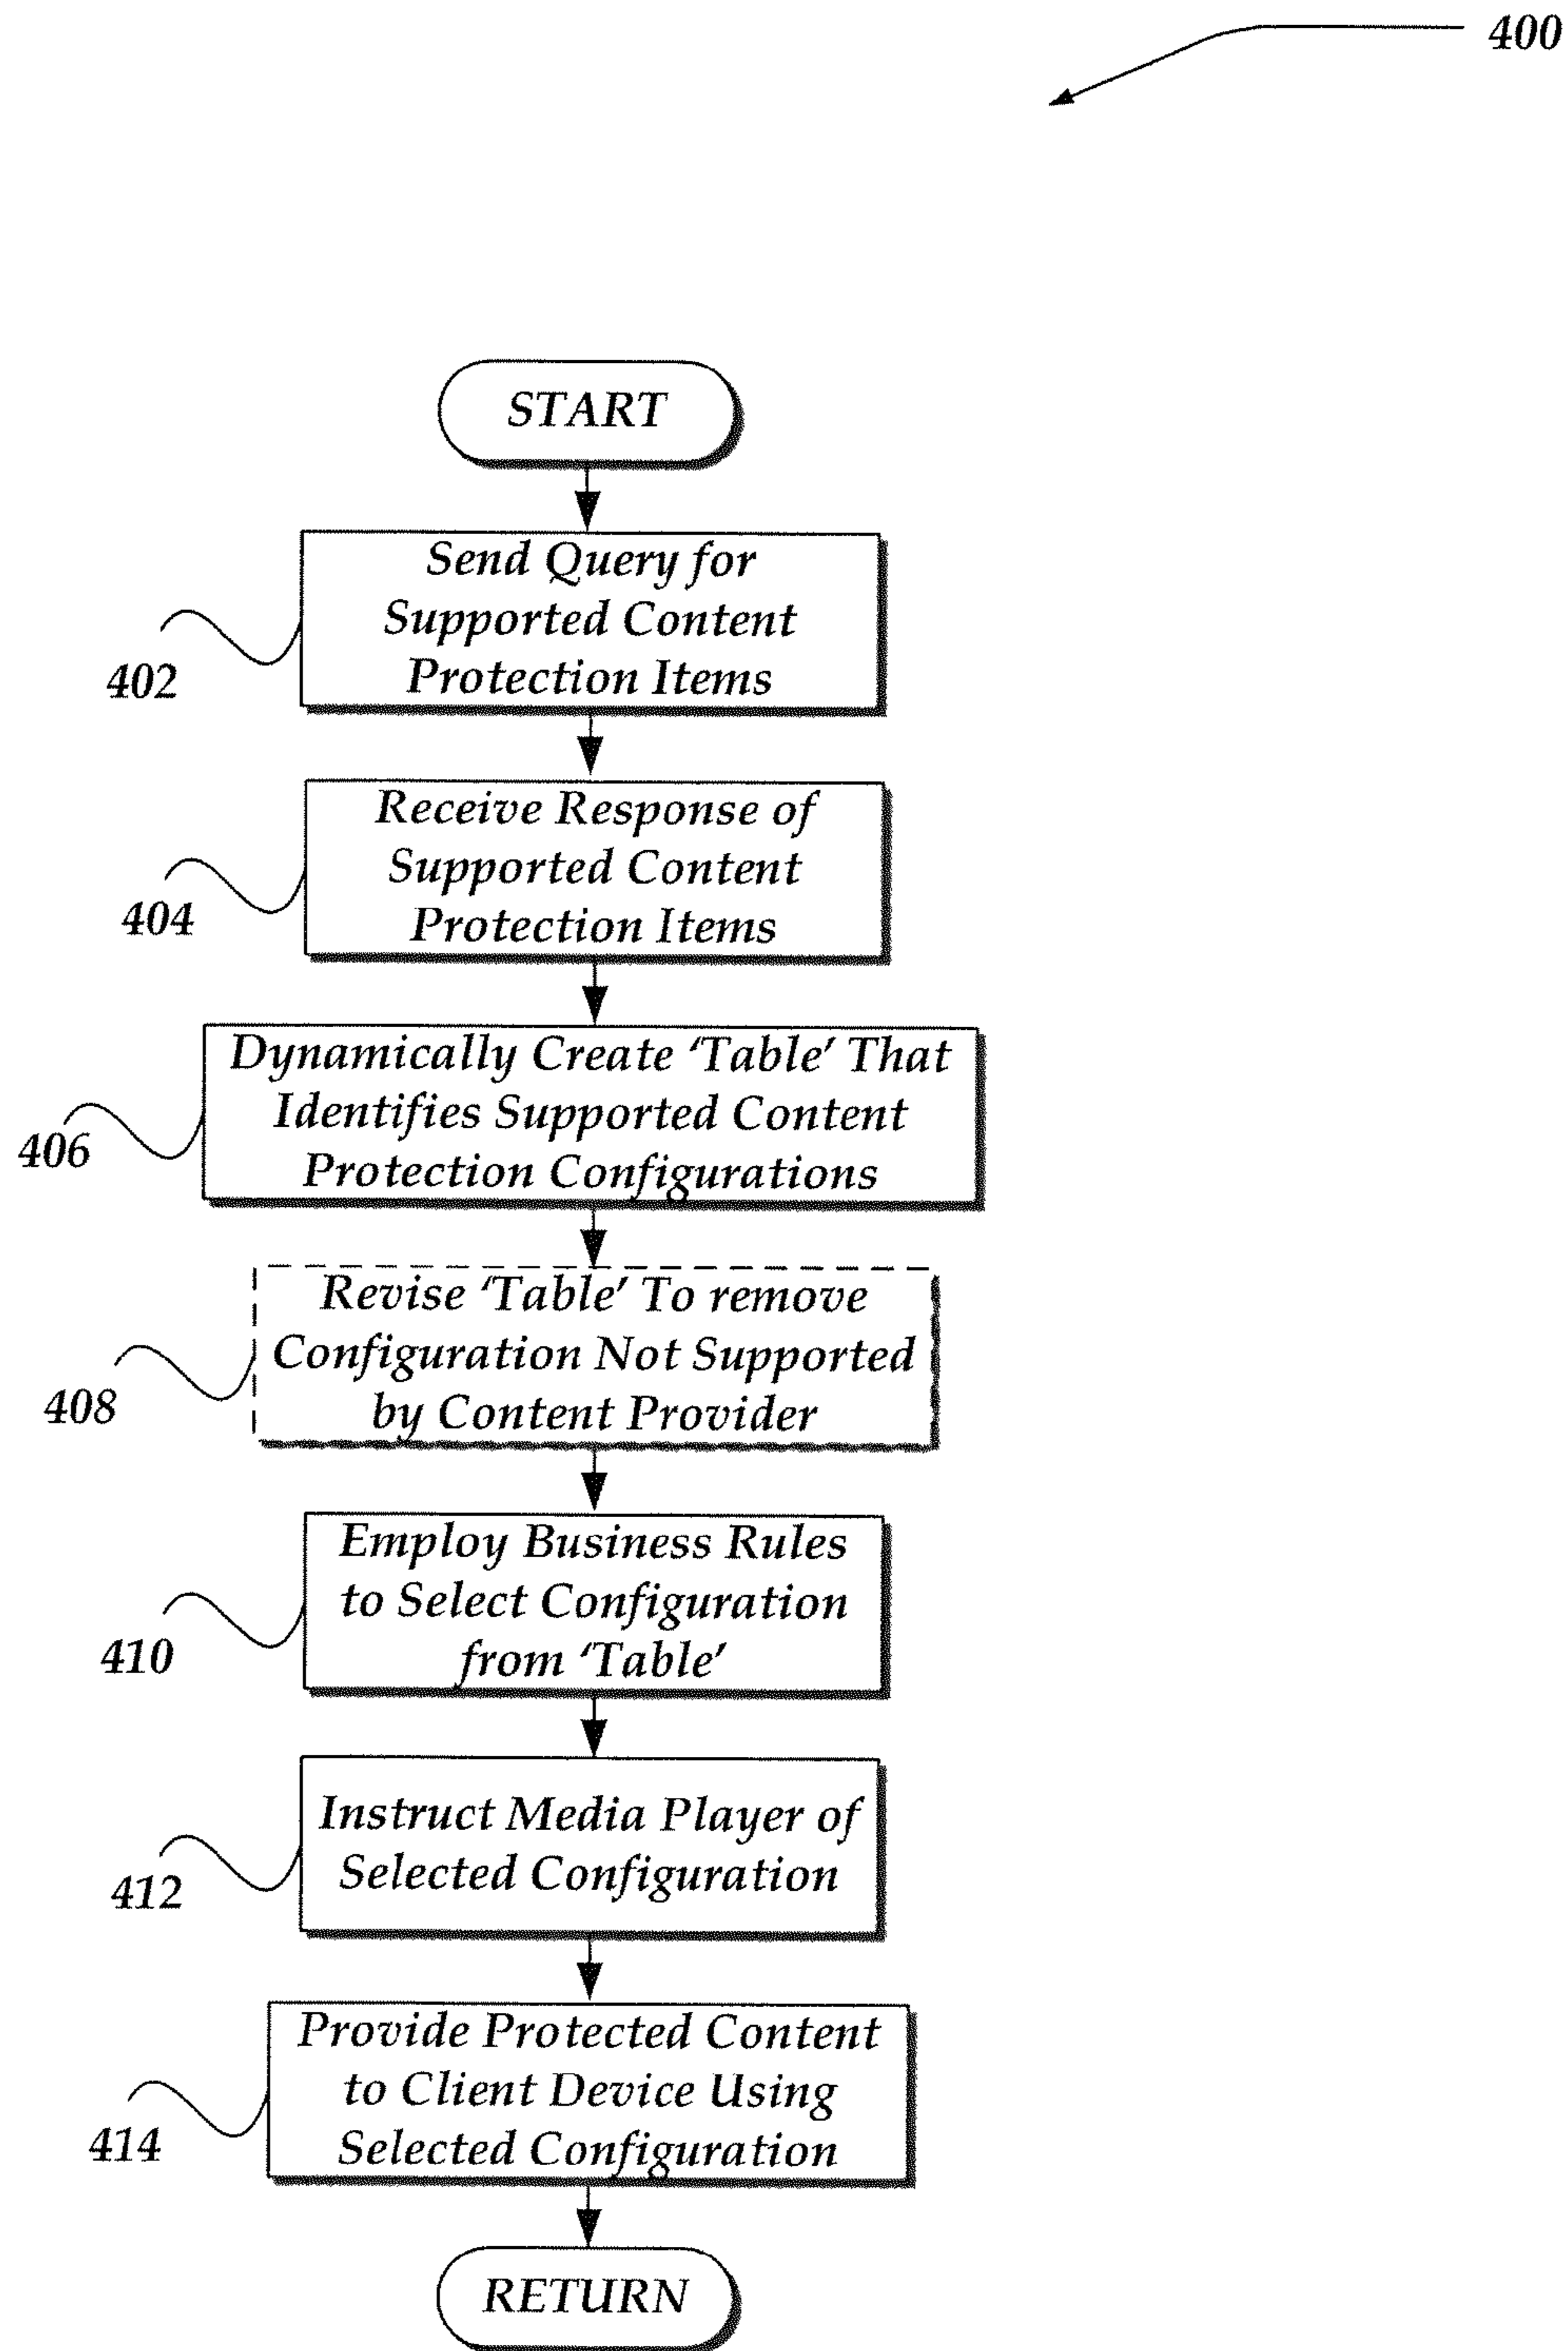 400
START
Send Query for
Supported Content
Protection Items
402
Receive Response of
Supported Content
Protection Items
404
Dynamically Create ‘Table’ That
Identifies Supported Content
Protection Configurations
406
Revise ‘Table’ To remove
Configuration Not Supported
by Content Provider
408
Employ Business Rules
to Select Configuration
from ‘Table’
410
Instruct Media Player of
Selected Configuration
412
Provide Protected Content
to Client Device Using
Selected Configuration
414
RETURN